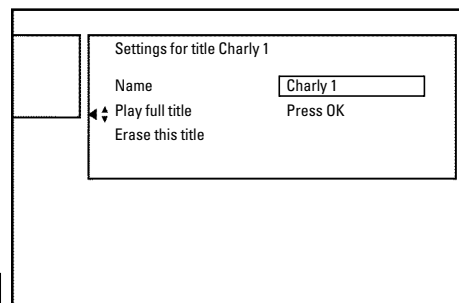 Settings for title Charly 1
Name Charly 1
Play full title Press OK
Erase this title